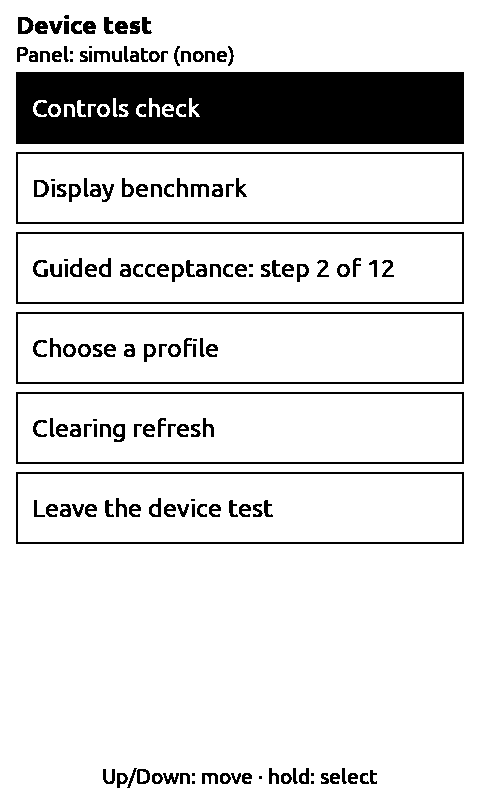 Device test
Panel: simulator (none)
Controls check
Display benchmark
Guided acceptance: step 2 of 12
Choose a profile
Clearing refresh
Leave the device test
Up/Down: move · hold: select